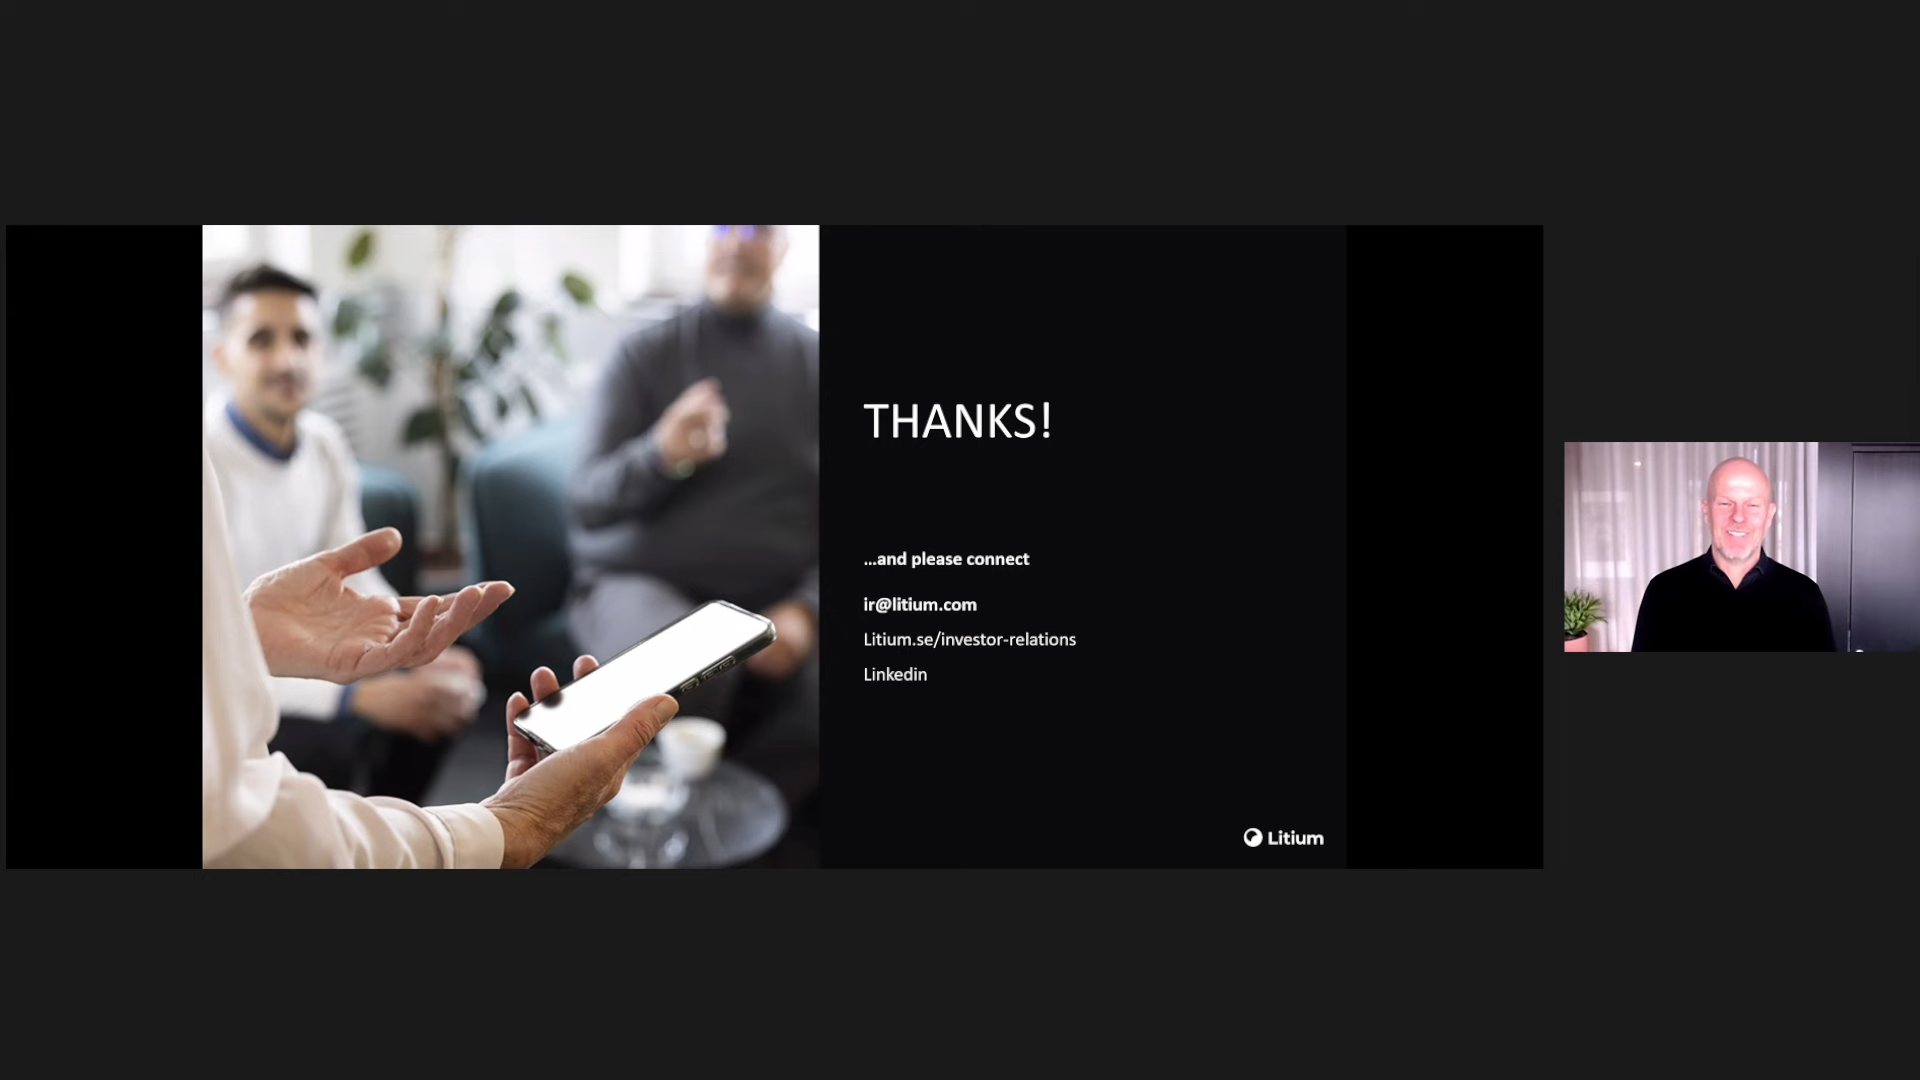 THANKS!
...and please connect
ir@litium.com
Litium.se/investor-relations
Linkedin
Litium